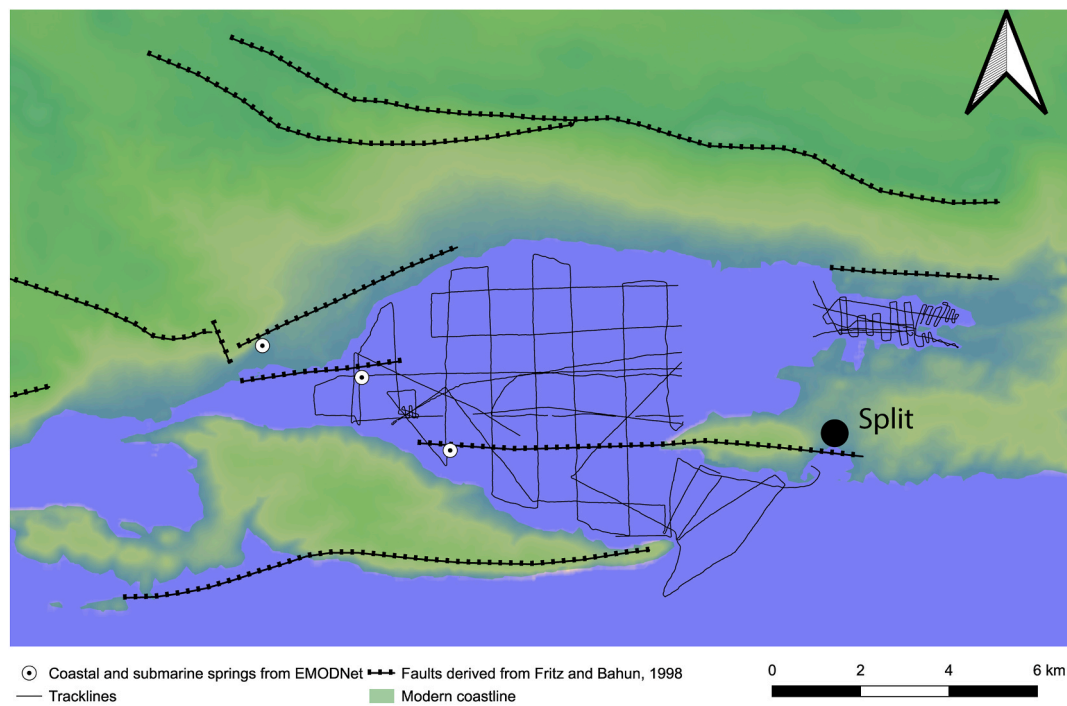 Split
Coastal and submarine springs from EMODNet
Faults derived from Fritz and Bahun, 1998
Tracklines
Modern coastline
0 2 4 6 km